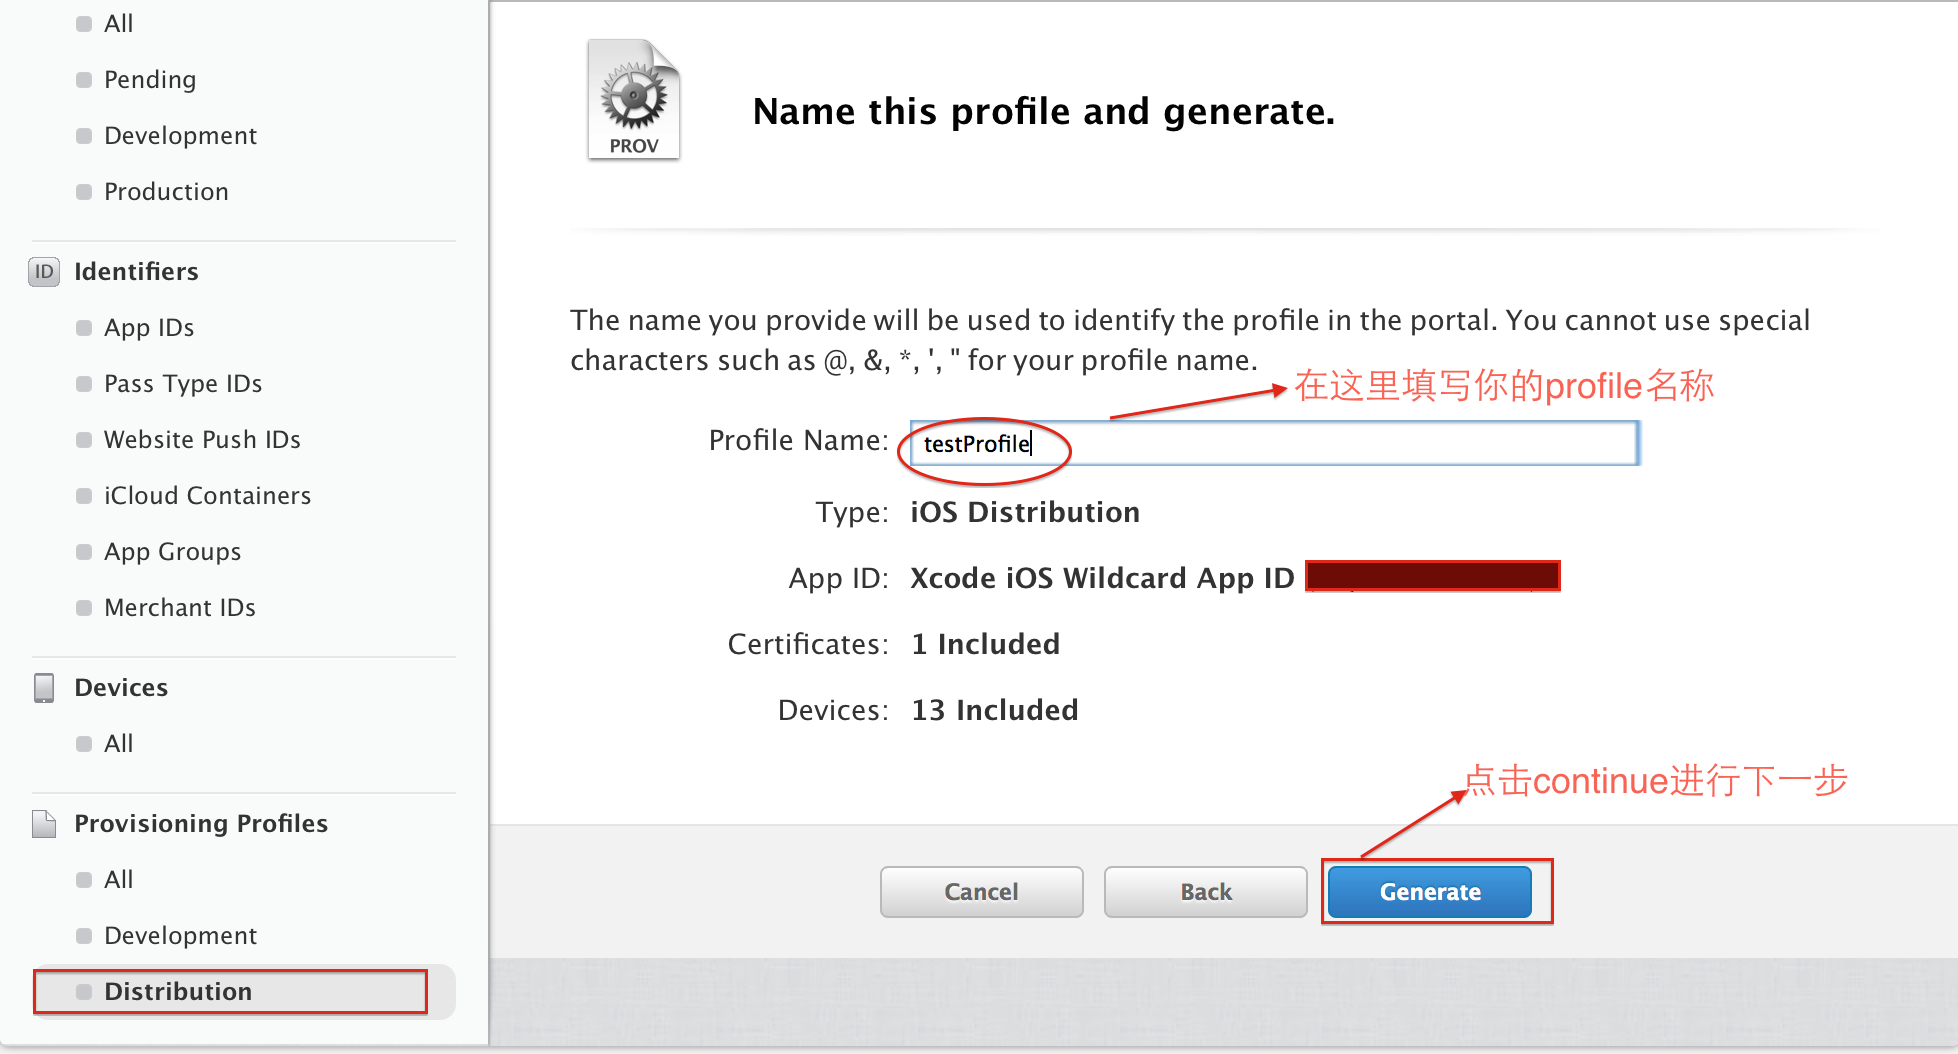 All
Pending
Development
Production
ID Identifiers
App IDs
Pass Type IDs
Website Push IDs
iCloud Containers
App Groups
Merchant IDs
Devices
All
Provisioning Profiles
All
Development
Distribution
PROV
Name this profile and generate.
The name you provide will be used to identify the profile in the portal. You cannot use special
characters such as @, &, *, ', " for your profile name.
在这里填写你的profile名称
Profile Name: testProfile
Type: iOS Distribution
App ID: Xcode iOS Wildcard App ID
Certificates: 1 Included
Devices: 13 Included
点击continue进行下一步
Cancel Back Generate